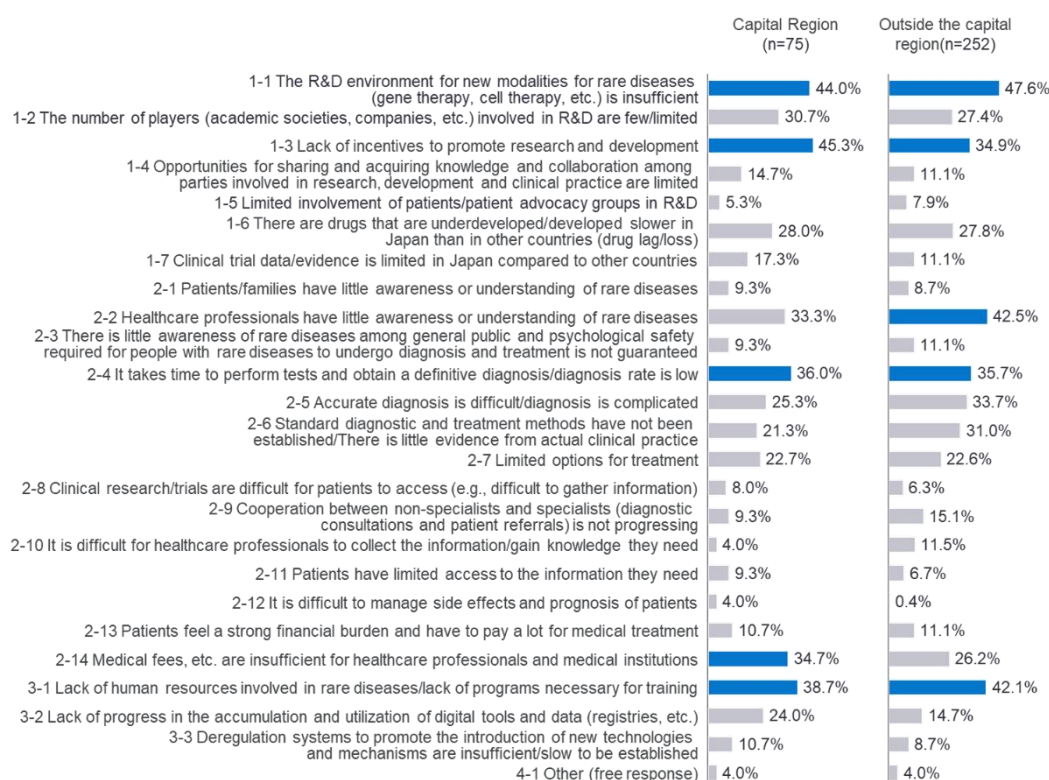 Capital Region
(n=75)
Outside the capital
region(n=252)
1-1 The R&D environment for new modalities for rare diseases
(gene therapy, cell therapy, etc.) is insufficient
44.0%
47.6%
1-2 The number of players (academic societies, companies, etc.) involved in R&D are few/limited
30.7%
27.4%
1-3 Lack of incentives to promote research and development
45.3%
34.9%
1-4 Opportunities for sharing and acquiring knowledge and collaboration among
parties involved in research, development and clinical practice are limited
14.7%
11.1%
1-5 Limited involvement of patients/patient advocacy groups in R&D
5.3%
7.9%
1-6 There are drugs that are underdeveloped/developed slower in
Japan than in other countries (drug lag/loss)
28.0%
27.8%
1-7 Clinical trial data/evidence is limited in Japan compared to other countries
17.3%
11.1%
2-1 Patients/families have little awareness or understanding of rare diseases
9.3%
8.7%
2-2 Healthcare professionals have little awareness or understanding of rare diseases
33.3%
42.5%
2-3 There is little awareness of rare diseases among general public and psychological safety
required for people with rare diseases to undergo diagnosis and treatment is not guaranteed
9.3%
11.1%
2-4 It takes time to perform tests and obtain a definitive diagnosis/diagnosis rate is low
36.0%
35.7%
2-5 Accurate diagnosis is difficult/diagnosis is complicated
25.3%
33.7%
2-6 Standard diagnostic and treatment methods have not been
established/There is little evidence from actual clinical practice
21.3%
31.0%
2-7 Limited options for treatment
22.7%
22.6%
2-8 Clinical research/trials are difficult for patients to access (e.g., difficult to gather information)
8.0%
6.3%
2-9 Cooperation between non-specialists and specialists (diagnostic
consultations and patient referrals) is not progressing
9.3%
15.1%
2-10 It is difficult for healthcare professionals to collect the information/gain knowledge they need
4.0%
11.5%
2-11 Patients have limited access to the information they need
9.3%
6.7%
2-12 It is difficult to manage side effects and prognosis of patients
4.0%
0.4%
2-13 Patients feel a strong financial burden and have to pay a lot for medical treatment
10.7%
11.1%
2-14 Medical fees, etc. are insufficient for healthcare professionals and medical institutions
34.7%
26.2%
3-1 Lack of human resources involved in rare diseases/lack of programs necessary for training
38.7%
42.1%
3-2 Lack of progress in the accumulation and utilization of digital tools and data (registries, etc.)
24.0%
14.7%
3-3 Deregulation systems to promote the introduction of new technologies
and mechanisms are insufficient/slow to be established
10.7%
8.7%
4-1 Other (free response)
4.0%
4.0%